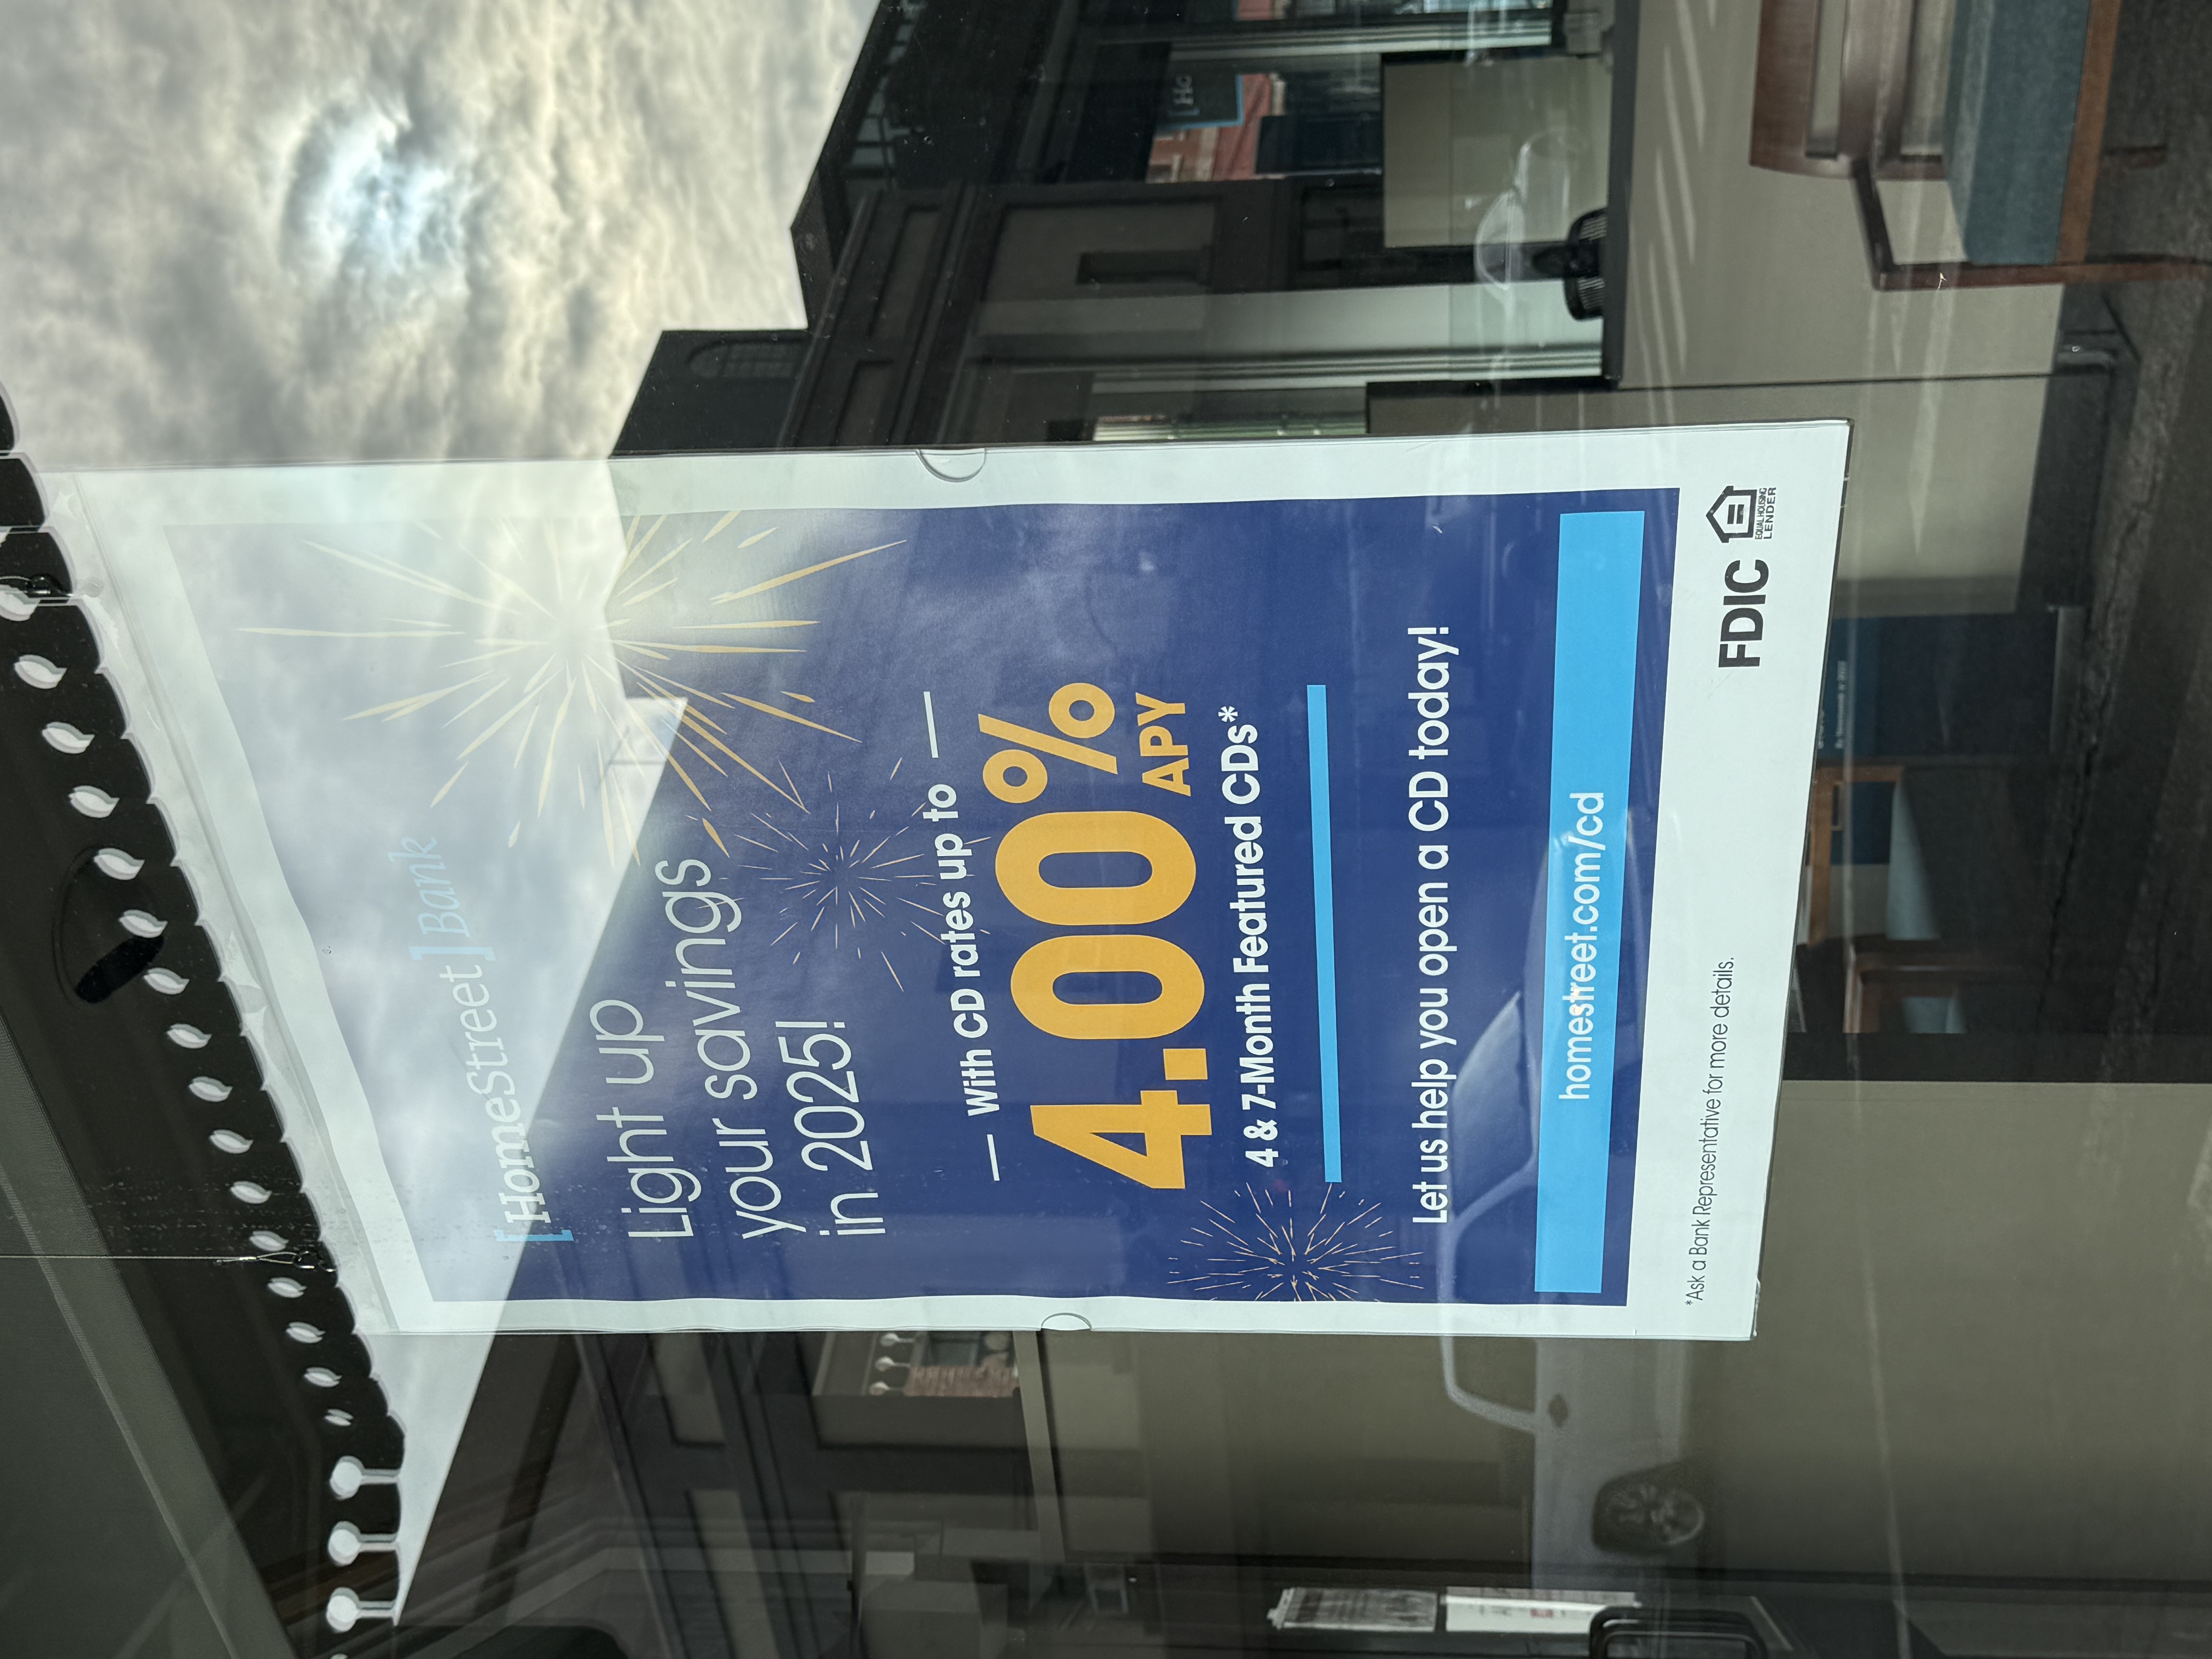 [HomeStreet] Bank
Light up
your savings
in 2025!
With CD rates up to
4.00%
APY
4 & 7-Month Featured CDs*
Let us help you open a CD today!
homestreet.com/cd
*Ask a Bank Representative for more details.
FDIC
EQUAL HOUSING
LENDER
[Ho